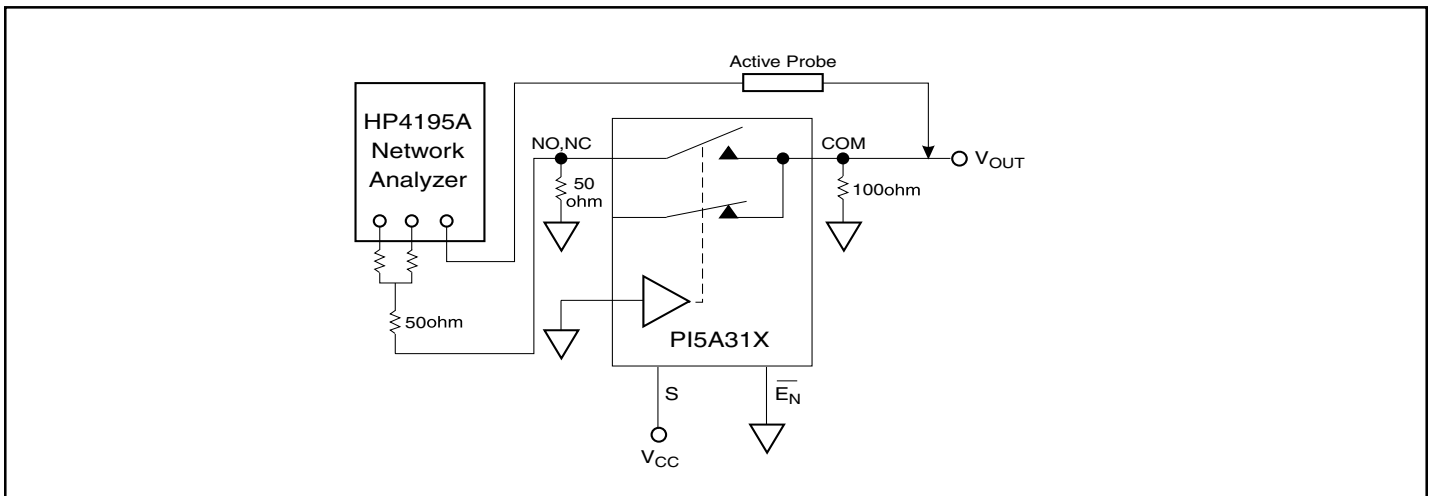 Active Probe
HP4195A
Network
Analyzer
NO,NC
COM
VOUT
50
ohm
100ohm
50ohm
PI5A31X
S
EN
VCC